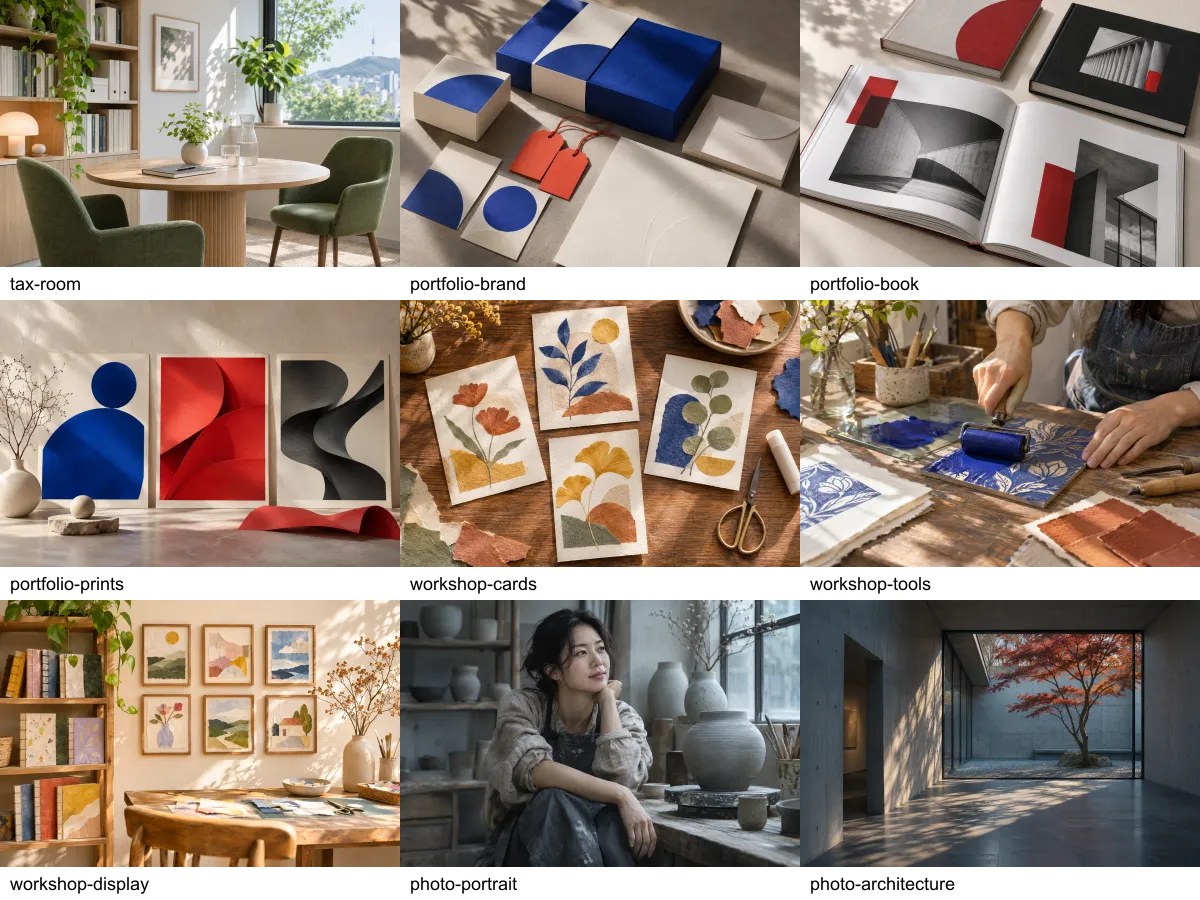 tax-room
portfolio-brand
portfolio-book
portfolio-prints
workshop-cards
workshop-tools
workshop-display
photo-portrait
photo-architecture